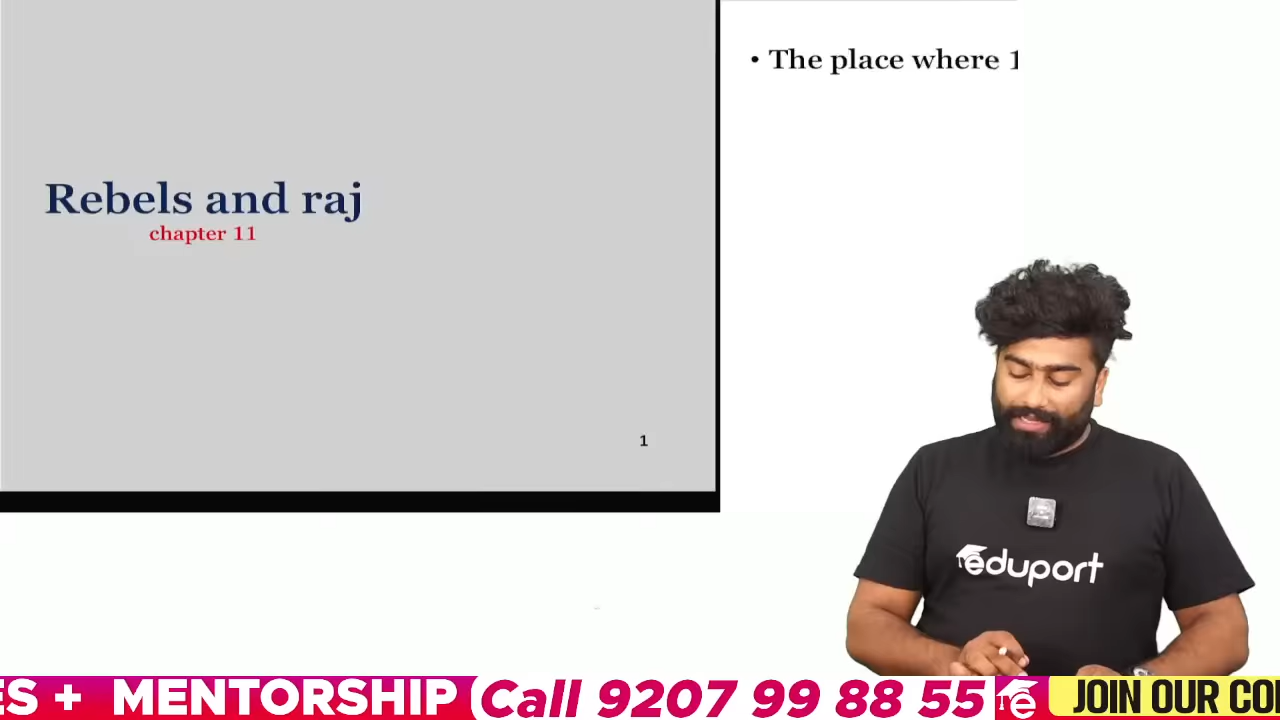 Rebels and raj
chapter 11
1
• The place where 1
eduport
ES + MENTORSHIP
Call 9207 99 88 55
JOIN OUR CO